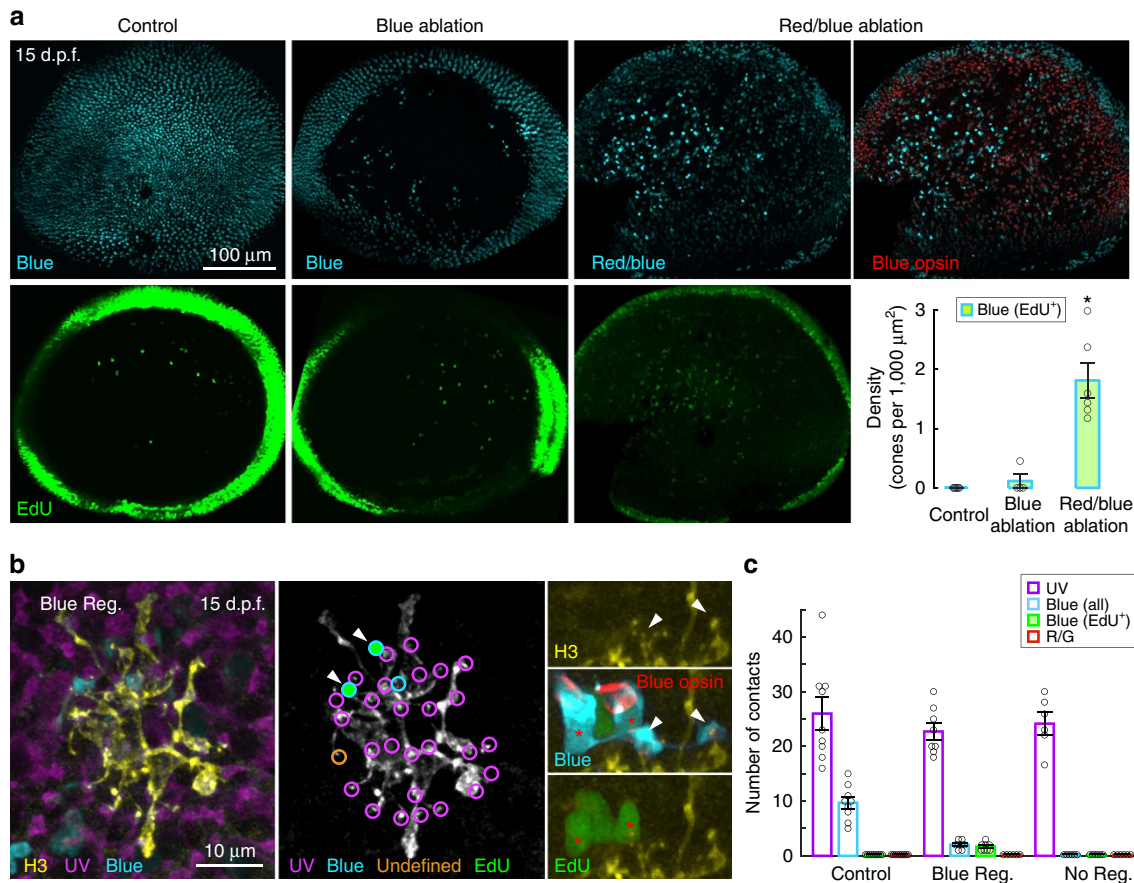 a
Control
Blue ablation
Red/blue ablation
15 d.p.f.
Blue
100 µm
Blue
Red/blue
Blue opsin
EdU
Blue (EdU+)
*
Density
(cones per 1,000 µm²)
3
2
1
0
Control
Blue
ablation
Red/blue
ablation
b
Blue Reg.
15 d.p.f.
H3 UV Blue
10 µm
UV Blue Undefined EdU
H3
Blue opsin
*
*
Blue
*
*
EdU
c
UV
Blue (all)
Blue (EdU+)
R/G
Number of contacts
40
30
20
10
0
Control
Blue Reg.
No Reg.